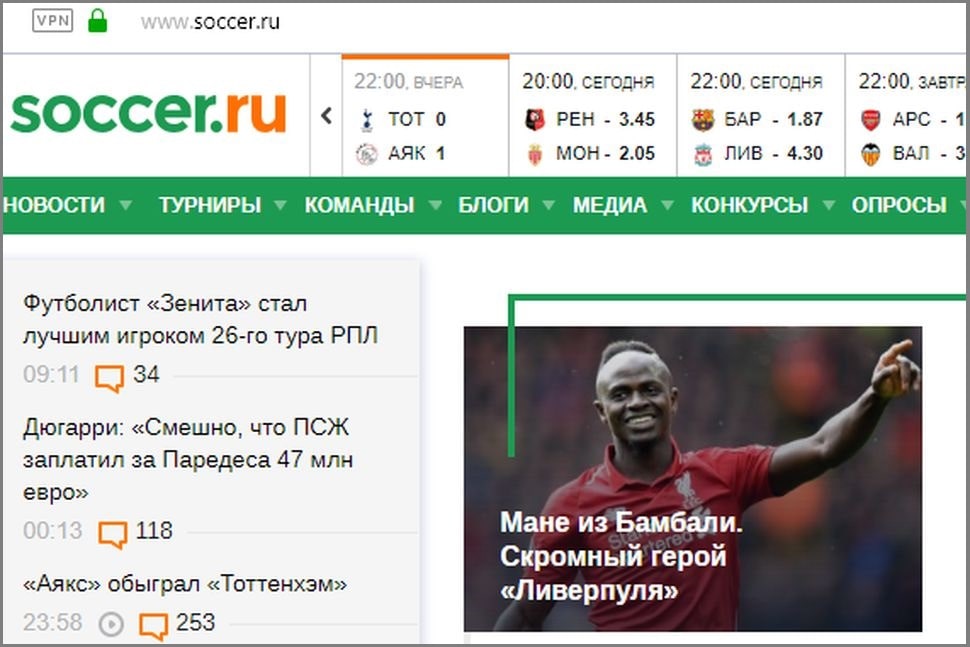 VPN www.soccer.ru
soccer.ru
22:00, ВЧЕРА
ТОТ 0
АЯК 1
20:00, СЕГОДНЯ
РЕН - 3.45
МОН - 2.05
22:00, СЕГОДНЯ
БАР - 1.87
ЛИВ - 4.30
22:00, ЗАВТР
АРС - 1
ВАЛ - 3
НОВОСТИ ТУРНИРЫ КОМАНДЫ БЛОГИ МЕДИА КОНКУРСЫ ОПРОСЫ
Футболист «Зенита» стал
лучшим игроком 26-го тура РПЛ
09:11 34
Дюгарри: «Смешно, что ПСЖ
заплатил за Паредеса 47 млн
евро»
00:13 118
«Аякс» обыграл «Тоттенхэм»
23:58 253
Мане из Бамбали.
Скромный герой
«Ливерпуля»